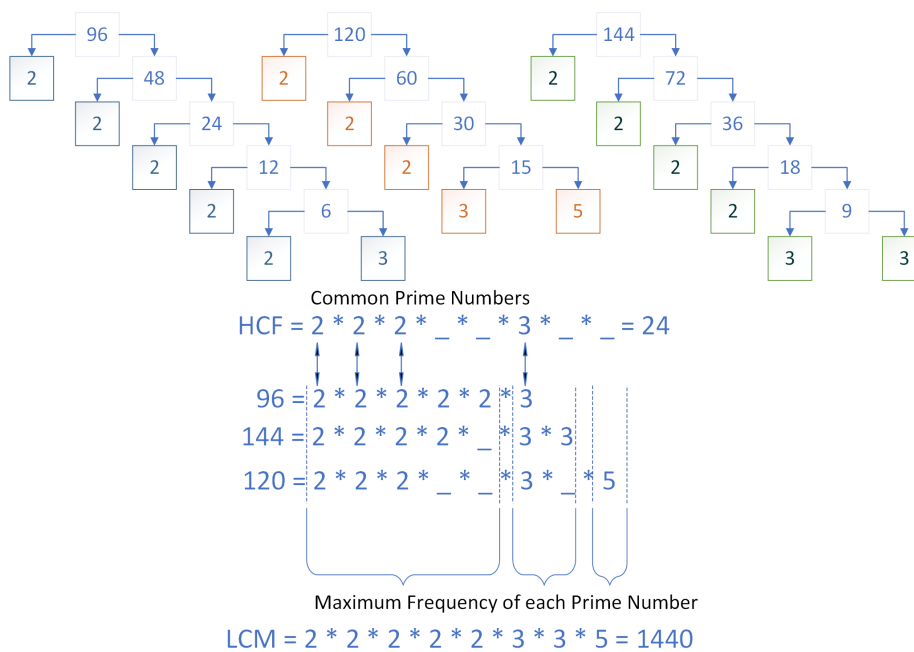 96 120 144
2 48 2 60 2 72
2 24 2 30 2 36
2 12 2 15 2 18
2 6 3 5 2 9
2 3 3 3
Common Prime Numbers
HCF = 2 * 2 * 2 * _ * _ * 3 * _ * _ = 24
96 = 2 * 2 * 2 * 2 * 2 * 3
144 = 2 * 2 * 2 * 2 * _ * 3 * 3
120 = 2 * 2 * 2 * _ * _ * 3 * _ * 5
Maximum Frequency of each Prime Number
LCM = 2 * 2 * 2 * 2 * 2 * 3 * 3 * 5 = 1440